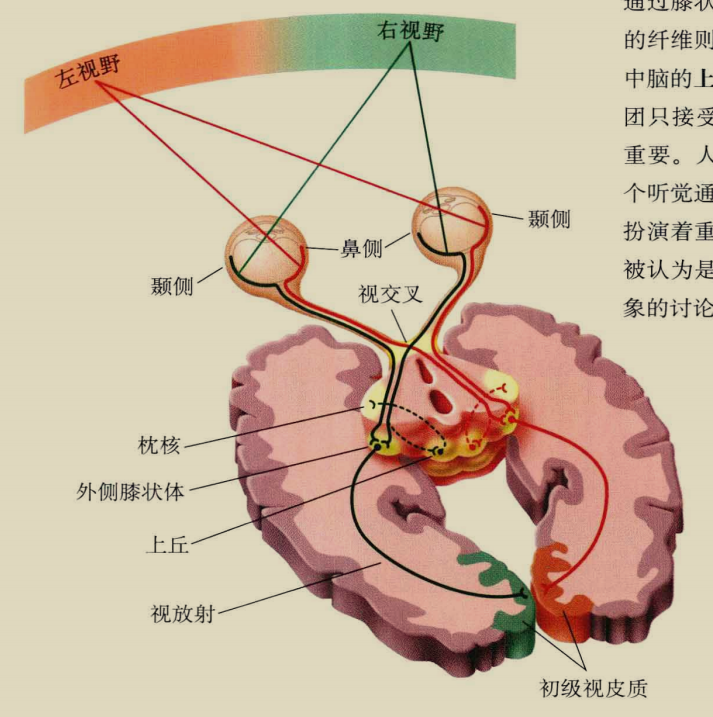 右视野
左视野
颞侧
鼻侧
颞侧
视交叉
枕核
外侧膝状体
上丘
视放射
初级视皮质
通过膝状
的纤维则
中脑的上
团只接受
重要。人
个听觉通
扮演着重
被认为是
象的讨论